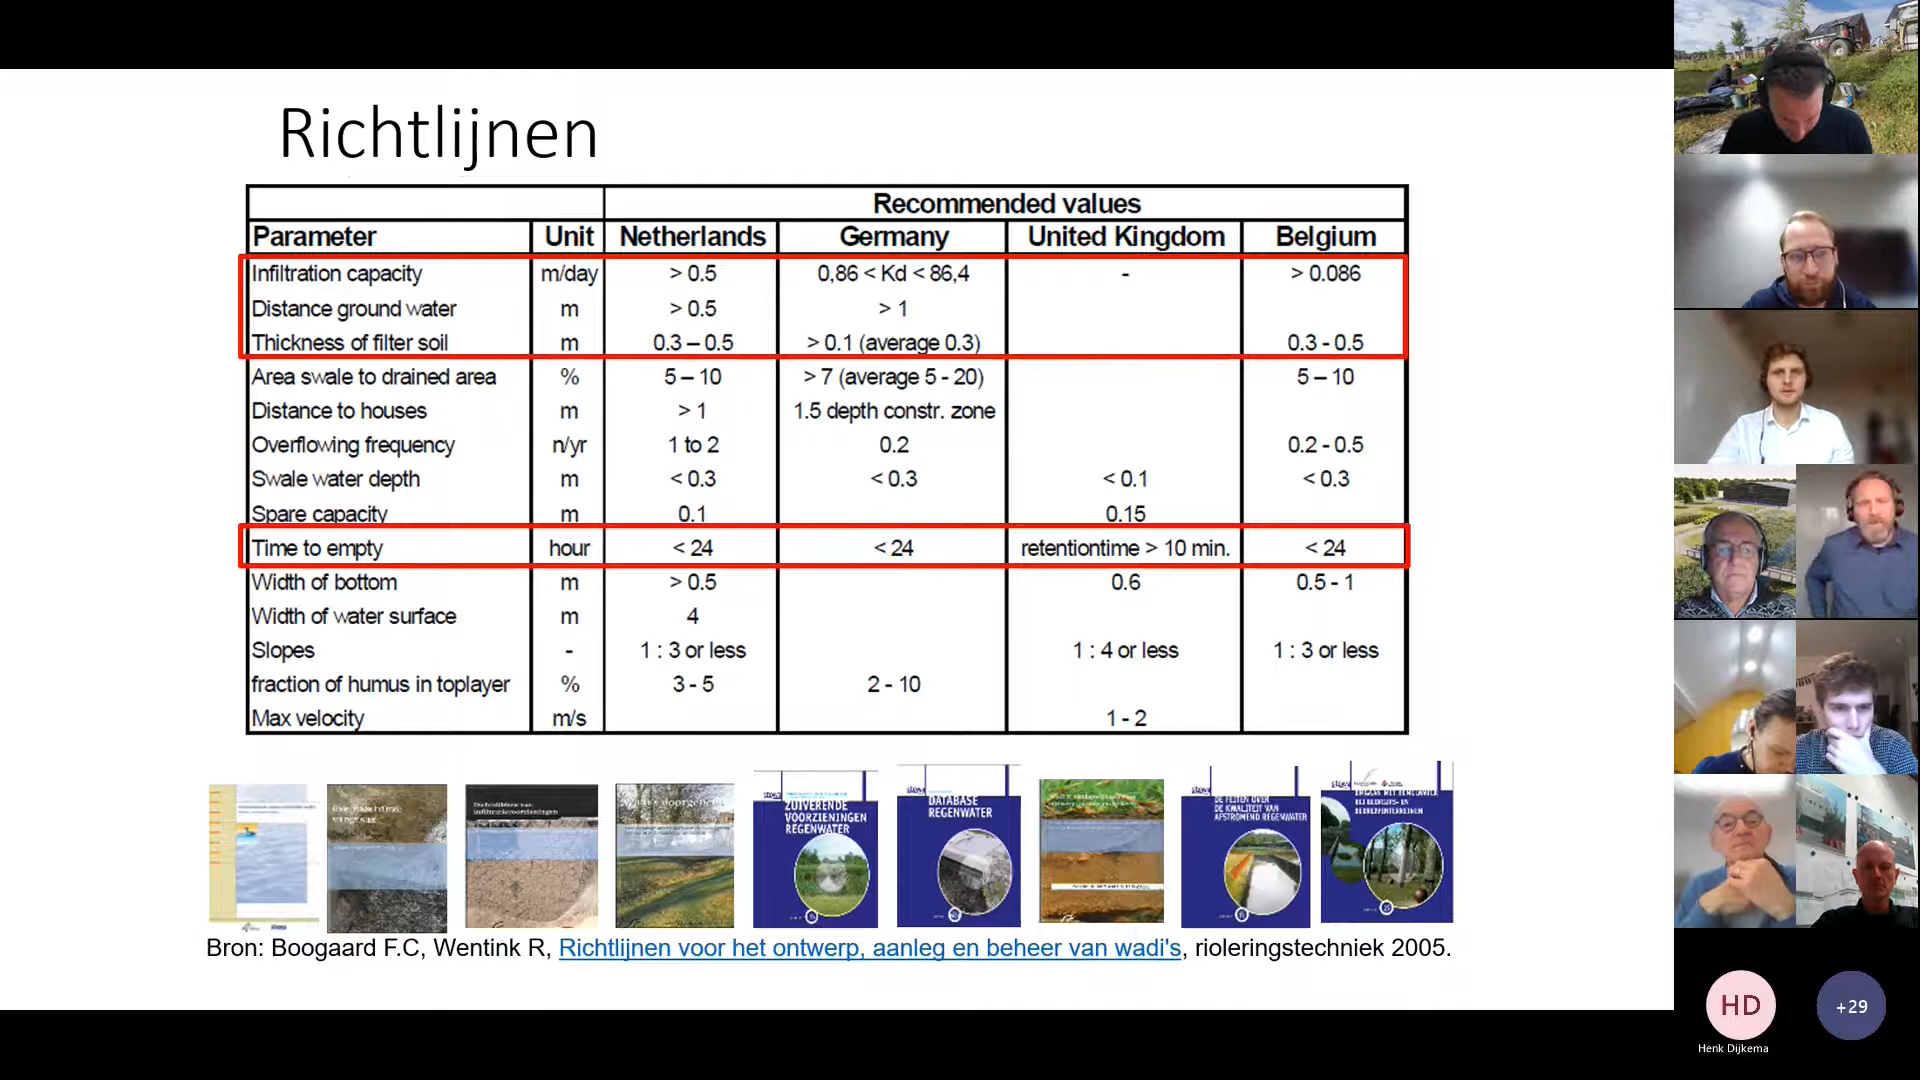 Richtlijnen
Recommended values
Parameter Unit Netherlands Germany United Kingdom Belgium
Infiltration capacity m/day > 0.5 0,86 < Kd < 86,4 - > 0.086
Distance ground water m > 0.5 > 1
Thickness of filter soil m 0.3 – 0.5 > 0.1 (average 0.3) 0.3 - 0.5
Area swale to drained area % 5 – 10 > 7 (average 5 - 20) 5 – 10
Distance to houses m > 1 1.5 depth constr. zone
Overflowing frequency n/yr 1 to 2 0.2 0.2 - 0.5
Swale water depth m < 0.3 < 0.3 < 0.1 < 0.3
Spare capacity m 0.1 0.15
Time to empty hour < 24 < 24 retentiontime > 10 min. < 24
Width of bottom m > 0.5 0.6 0.5 - 1
Width of water surface m 4
Slopes - 1 : 3 or less 1 : 4 or less 1 : 3 or less
fraction of humus in toplayer % 3 - 5 2 - 10
Max velocity m/s 1 - 2
ZUIVERENDE
VOORZIENINGEN
REGENWATER
DATABASE
REGENWATER
DE FEITEN OVER
DE KWALITEIT VAN
AFSTROMEND REGENWATER
Bron: Boogaard F.C, Wentink R, Richtlijnen voor het ontwerp, aanleg en beheer van wadi's, rioleringstechniek 2005.
HD
+29
Henk Dijkema